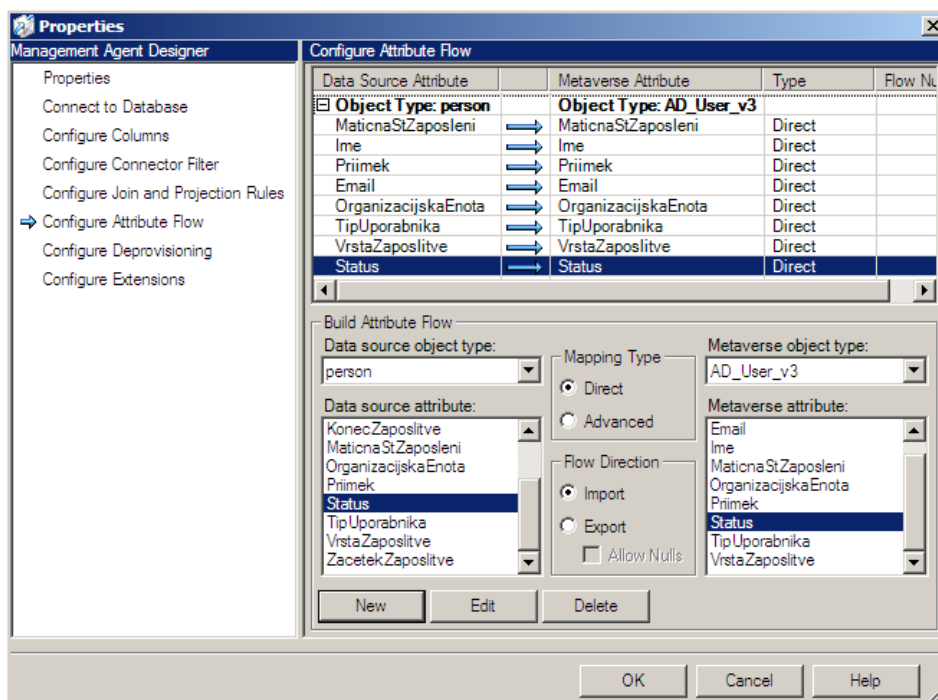 Properties
Management Agent Designer
Properties
Connect to Database
Configure Columns
Configure Connector Filter
Configure Join and Projection Rules
Configure Attribute Flow
Configure Deprovisioning
Configure Extensions
Configure Attribute Flow
Data Source Attribute Metaverse Attribute Type Flow Nu
Object Type: person Object Type: AD_User_v3
MaticnaStZaposleni MaticnaStZaposleni Direct
Ime Ime Direct
Priimek Priimek Direct
Email Email Direct
OrganizacijskaEnota OrganizacijskaEnota Direct
TipUporabnika TipUporabnika Direct
VrstaZaposlitve VrstaZaposlitve Direct
Status Status Direct
Build Attribute Flow
Data source object type:
person
Data source attribute:
KonecZaposlitve
MaticnaStZaposleni
OrganizacijskaEnota
Priimek
Status
TipUporabnika
VrstaZaposlitve
ZacetekZaposlitve
Mapping Type
Direct
Advanced
Flow Direction
Import
Export
Allow Nulls
Metaverse object type:
AD_User_v3
Metaverse attribute:
Email
Ime
MaticnaStZaposleni
OrganizacijskaEnota
Priimek
Status
TipUporabnika
VrstaZaposlitve
New Edit Delete
OK Cancel Help